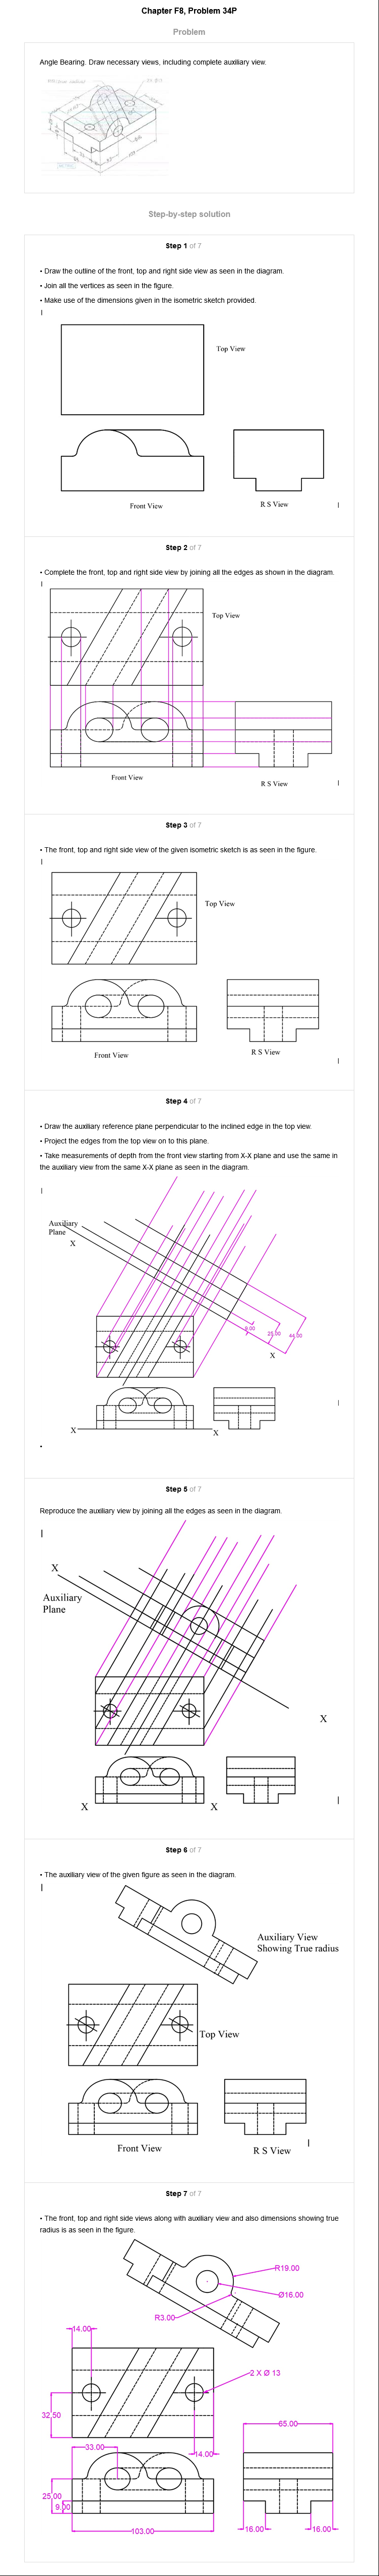 Chapter F8, Problem 34P
Problem
Angle Bearing. Draw necessary views, including complete auxiliary view.
Step-by-step solution
Step 1 of 7
• Draw the outline of the front, top and right side view as seen in the diagram.
• Join all the vertices as seen in the figure.
• Make use of the dimensions given in the isometric sketch provided.
Top View
Front View
R S View
Step 2 of 7
• Complete the front, top and right side view by joining all the edges as shown in the diagram.
Top View
Front View
R S View
Step 3 of 7
• The front, top and right side view of the given isometric sketch is as seen in the figure.
Top View
Front View
R S View
Step 4 of 7
• Draw the auxiliary reference plane perpendicular to the inclined edge in the top view.
• Project the edges from the top view on to this plane.
• Take measurements of depth from the front view starting from X-X plane and use the same in
the auxiliary view from the same X-X plane as seen in the diagram.
Auxiliary
Plane
X
9.00
25.00
44.00
X
X
X
•
Step 5 of 7
Reproduce the auxiliary view by joining all the edges as seen in the diagram.
X
Auxiliary
Plane
X
X
X
Step 6 of 7
• The auxiliary view of the given figure as seen in the diagram.
Auxiliary View
Showing True radius
Top View
Front View
R S View
Step 7 of 7
• The front, top and right side views along with auxiliary view and also dimensions showing true
radius is as seen in the figure.
R19.00
Ø16.00
R3.00
14.00
2 X Ø 13
32.50
65.00
33.00
14.00
25.00
9.00
16.00
16.00
103.00